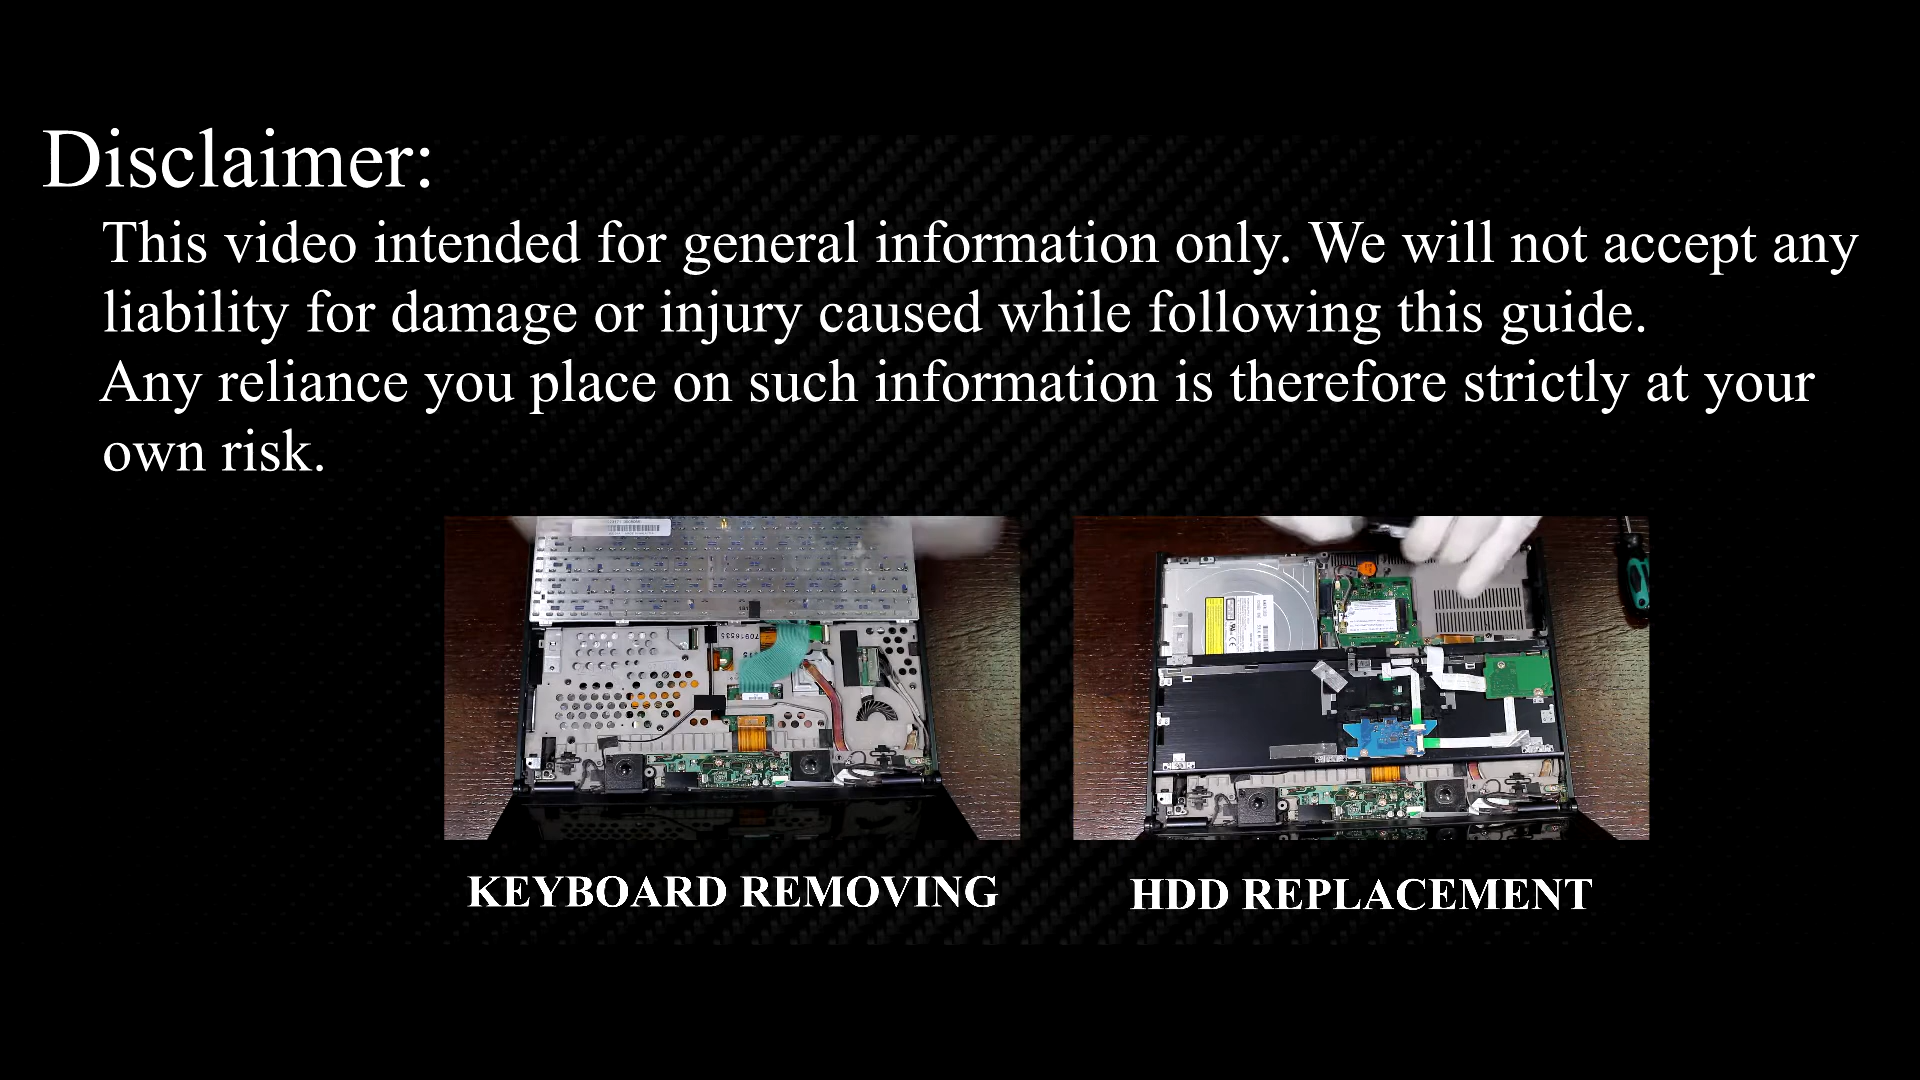 Disclaimer:
This video intended for general information only. We will not accept any
liability for damage or injury caused while following this guide.
Any reliance you place on such information is therefore strictly at your
own risk.
70916535
KEYBOARD REMOVING
HDD REPLACEMENT